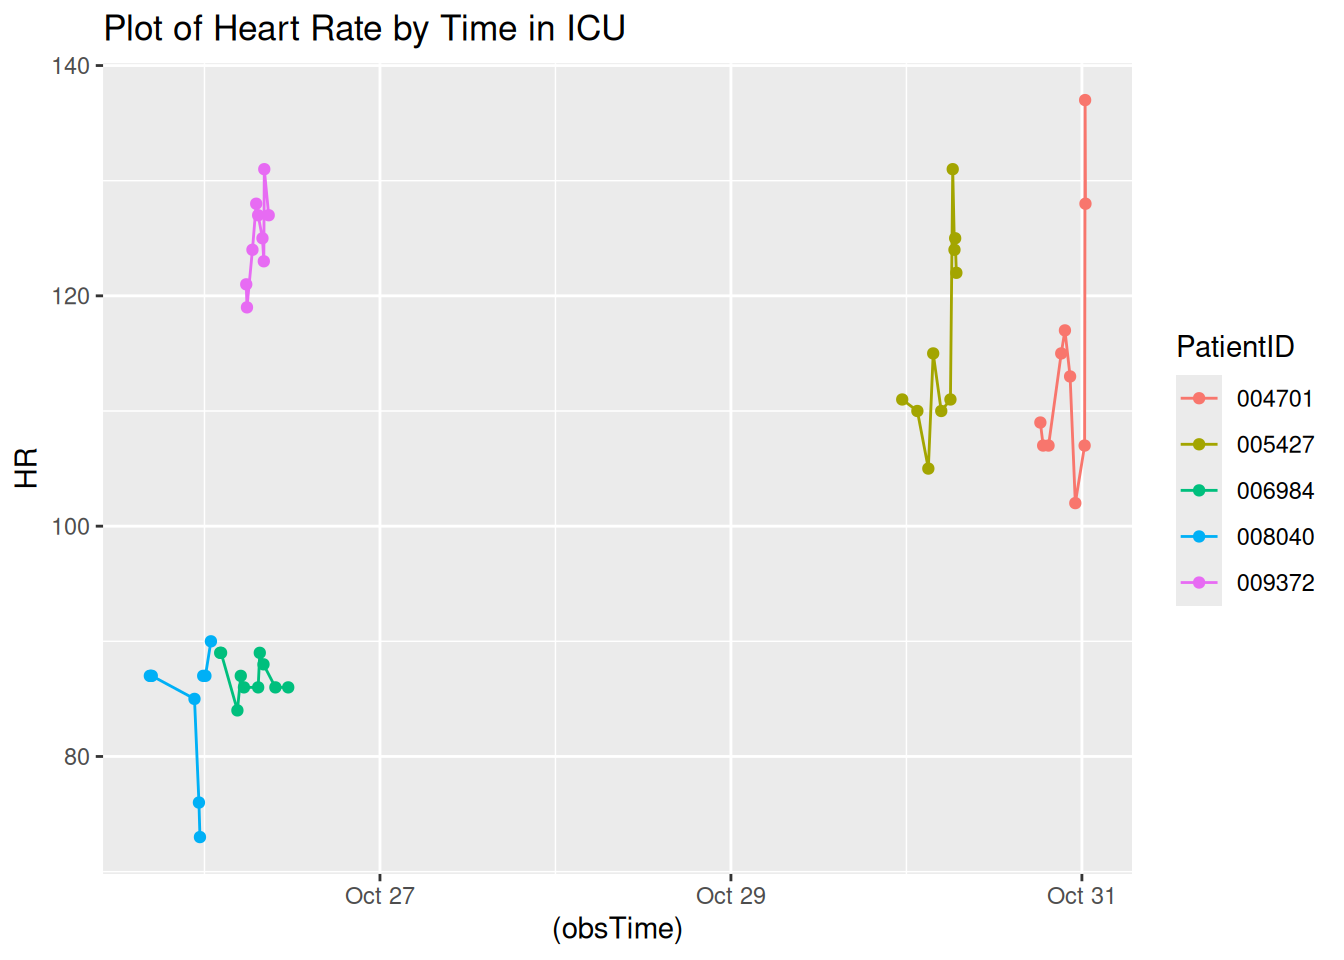 Plot of Heart Rate by Time in ICU
140
120
100
80
HR
Oct 27
Oct 29
Oct 31
(obsTime)
PatientID
004701
005427
006984
008040
009372